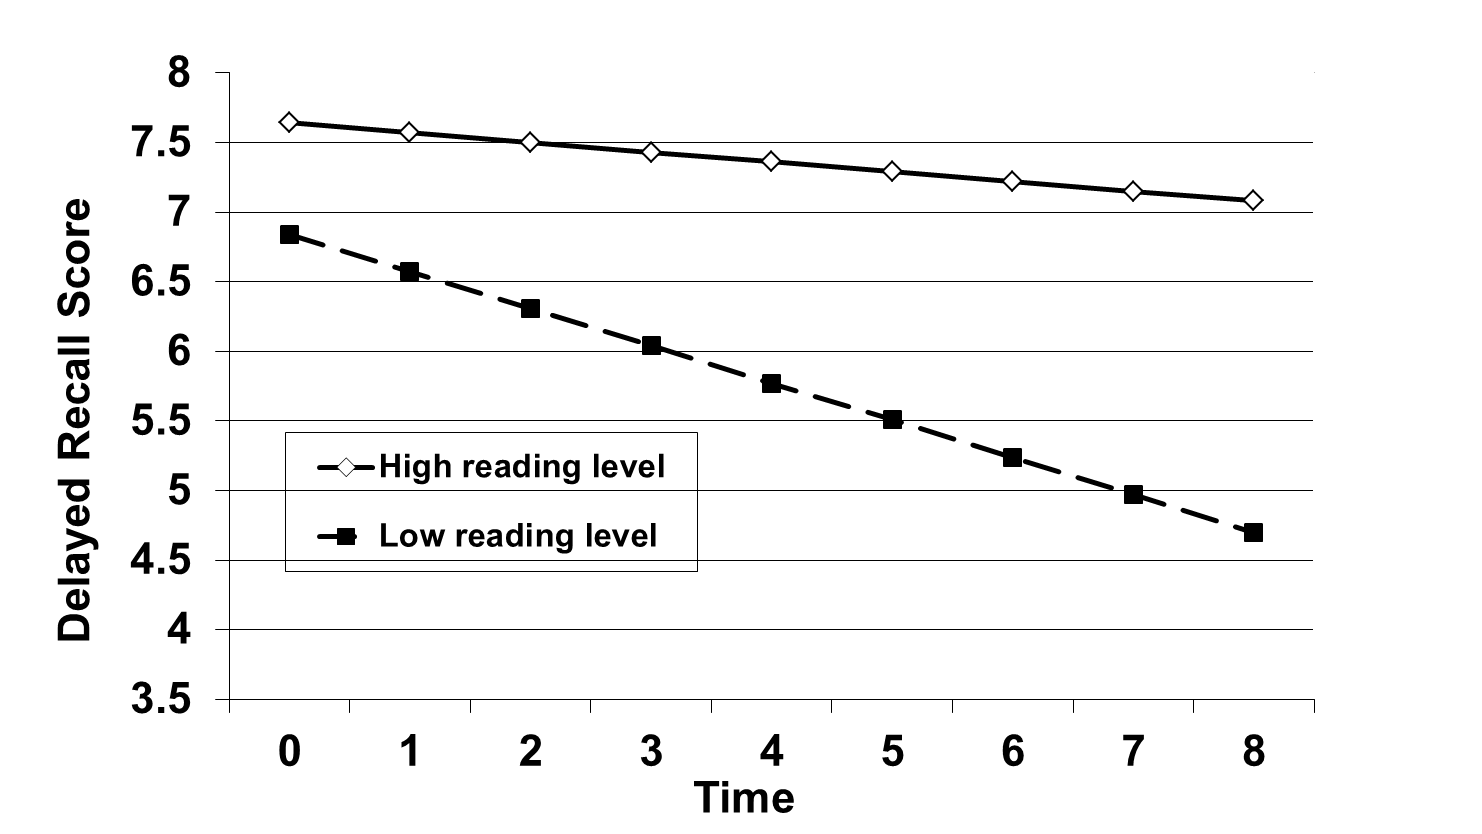 8
7.5
7
6.5
6
5.5
5
4.5
4
3.5
Delayed Recall Score
High reading level
Low reading level
0 1 2 3 4 5 6 7 8
Time